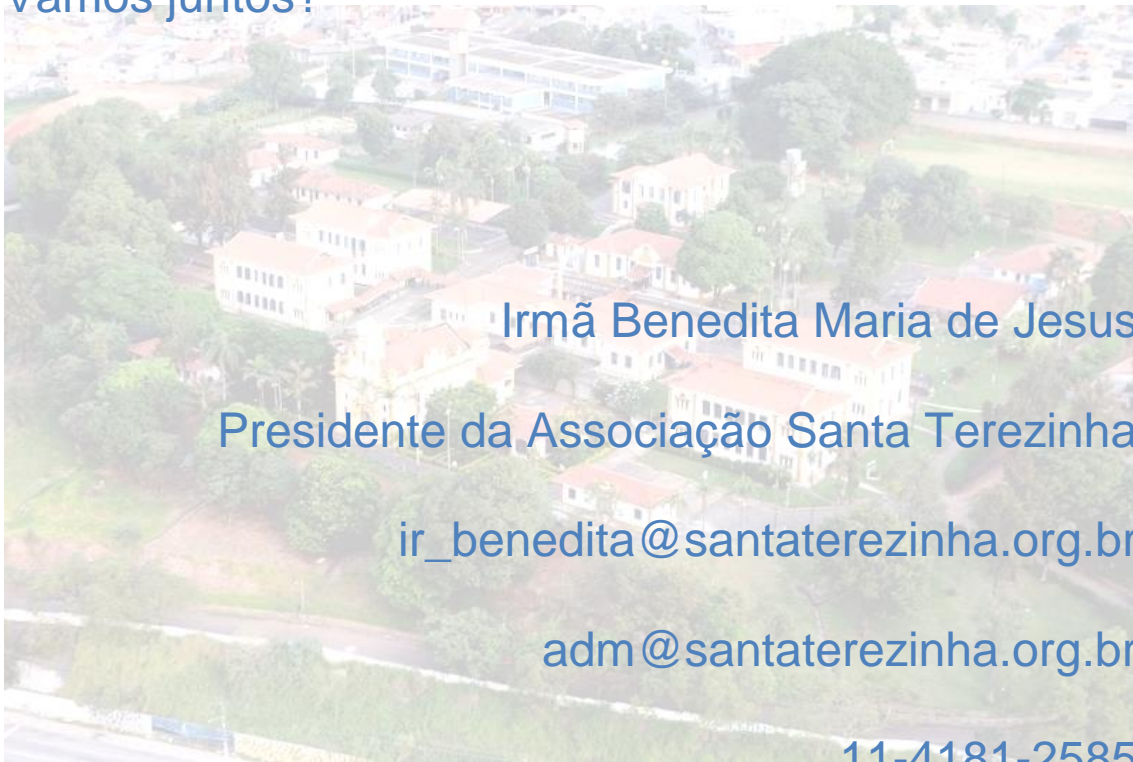 Vamos juntos?
Irmã Benedita Maria de Jesus
Presidente da Associação Santa Terezinha
ir_benedita@santaterezinha.org.br
adm@santaterezinha.org.br
11-4181-2585